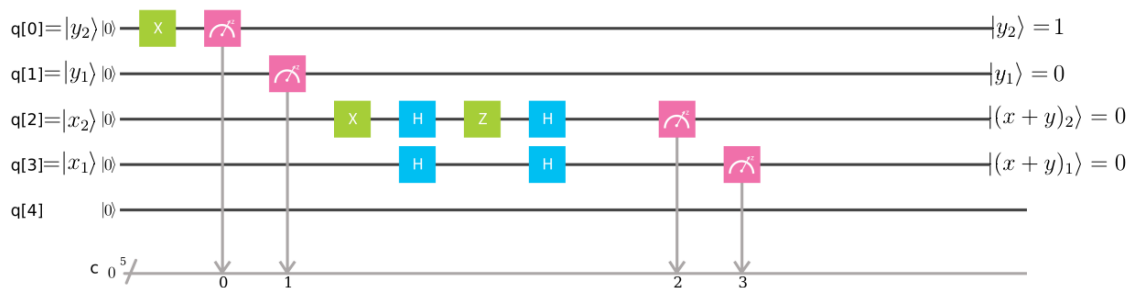 q[0]=|y₂⟩ |0⟩ X z |y₂⟩ = 1
q[1]=|y₁⟩ |0⟩ z |y₁⟩ = 0
q[2]=|x₂⟩ |0⟩ X H Z H z |(x + y)₂⟩ = 0
q[3]=|x₁⟩ |0⟩ H H z |(x + y)₁⟩ = 0
q[4] |0⟩
c 0 5
0 1 2 3